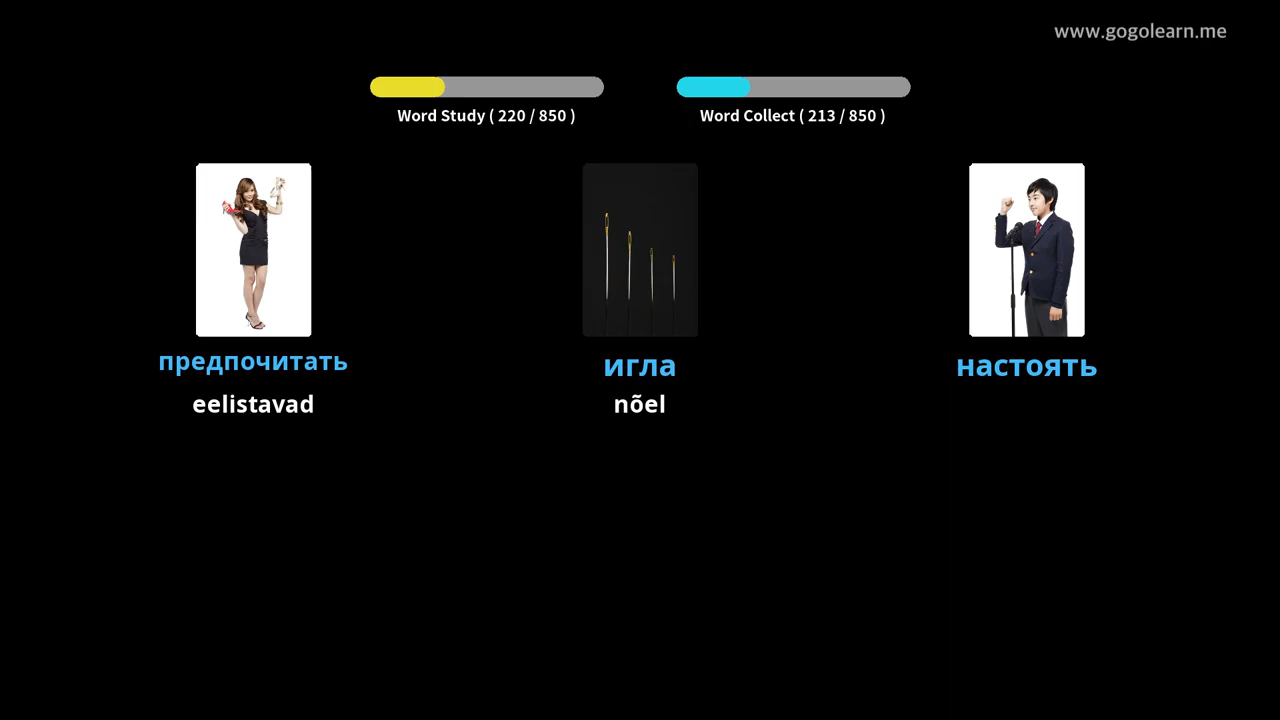 www.gogolearn.me
Word Study ( 220 / 850 )
Word Collect ( 213 / 850 )
предпочитать
игла
настоять
eelistavad
nõel